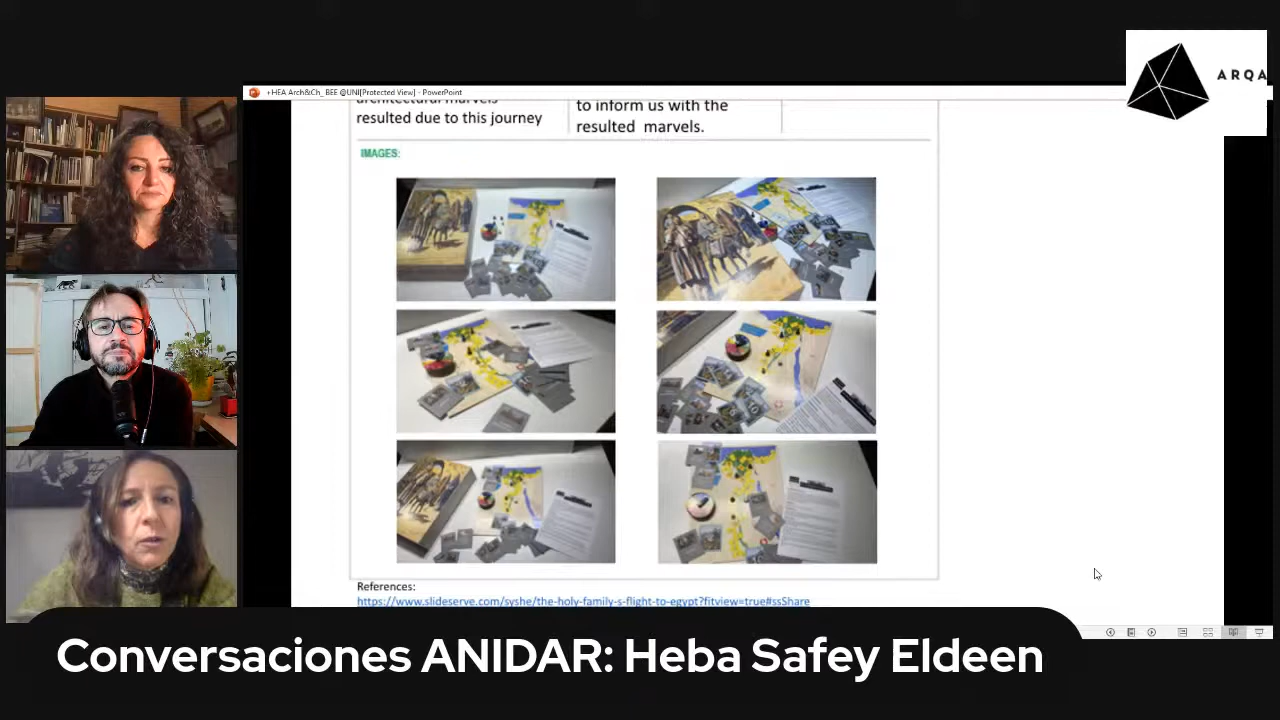 ARQA
+HEA Arch&Ch_ BEE @UNI[Protected View] - PowerPoint
architectural marvels
resulted due to this journey
to inform us with the
resulted marvels.
IMAGES:
References:
https://www.slideserve.com/syshe/the-holy-family-s-flight-to-egypt?fitview=true#ssShare
Conversaciones ANIDAR: Heba Safey Eldeen